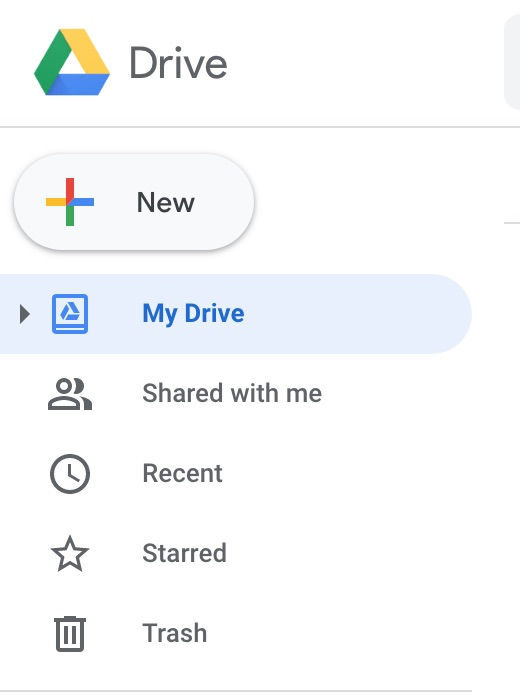 Drive
New
My Drive
Shared with me
Recent
Starred
Trash